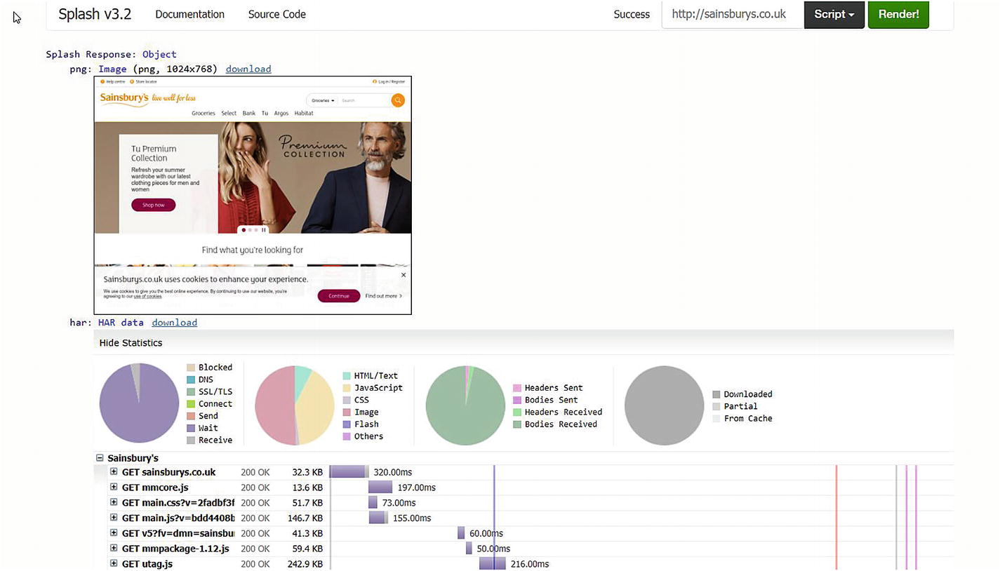 Splash v3.2 Documentation Source Code Success http://sainsburys.co.uk Script Render!
Splash Response: Object
png: Image (png, 1024x768) download
Help centre Store locator Log in / Register
Sainsbury's live well for less Groceries Search
Groceries Select Bank Tu Argos Habitat
Premium
COLLECTION
Tu Premium
Collection
Refresh your summer
wardrobe with our latest
clothing pieces for men and
women
Shop now
Find what you're looking for
Sainsburys.co.uk uses cookies to enhance your experience.
We use cookies to give you the best online experience. By continuing to use our website, you're
agreeing to our use of cookies.
Continue Find out more
har: HAR data download
Hide Statistics
Blocked
DNS
SSL/TLS
Connect
Send
Wait
Receive
HTML/Text
JavaScript
CSS
Image
Flash
Others
Headers Sent
Bodies Sent
Headers Received
Bodies Received
Downloaded
Partial
From Cache
Sainsbury's
GET sainsburys.co.uk 200 OK 32.3 KB 320.00ms
GET mmcore.js 200 OK 13.6 KB 197.00ms
GET main.css?v=2fadbf3f 200 OK 51.7 KB 73.00ms
GET main.js?v=bdd4408b 200 OK 146.7 KB 155.00ms
GET v5?fv=dmn=sainsbu 200 OK 41.3 KB 60.00ms
GET mmpackage-1.12.js 200 OK 59.4 KB 50.00ms
GET utag.js 200 OK 242.9 KB 216.00ms